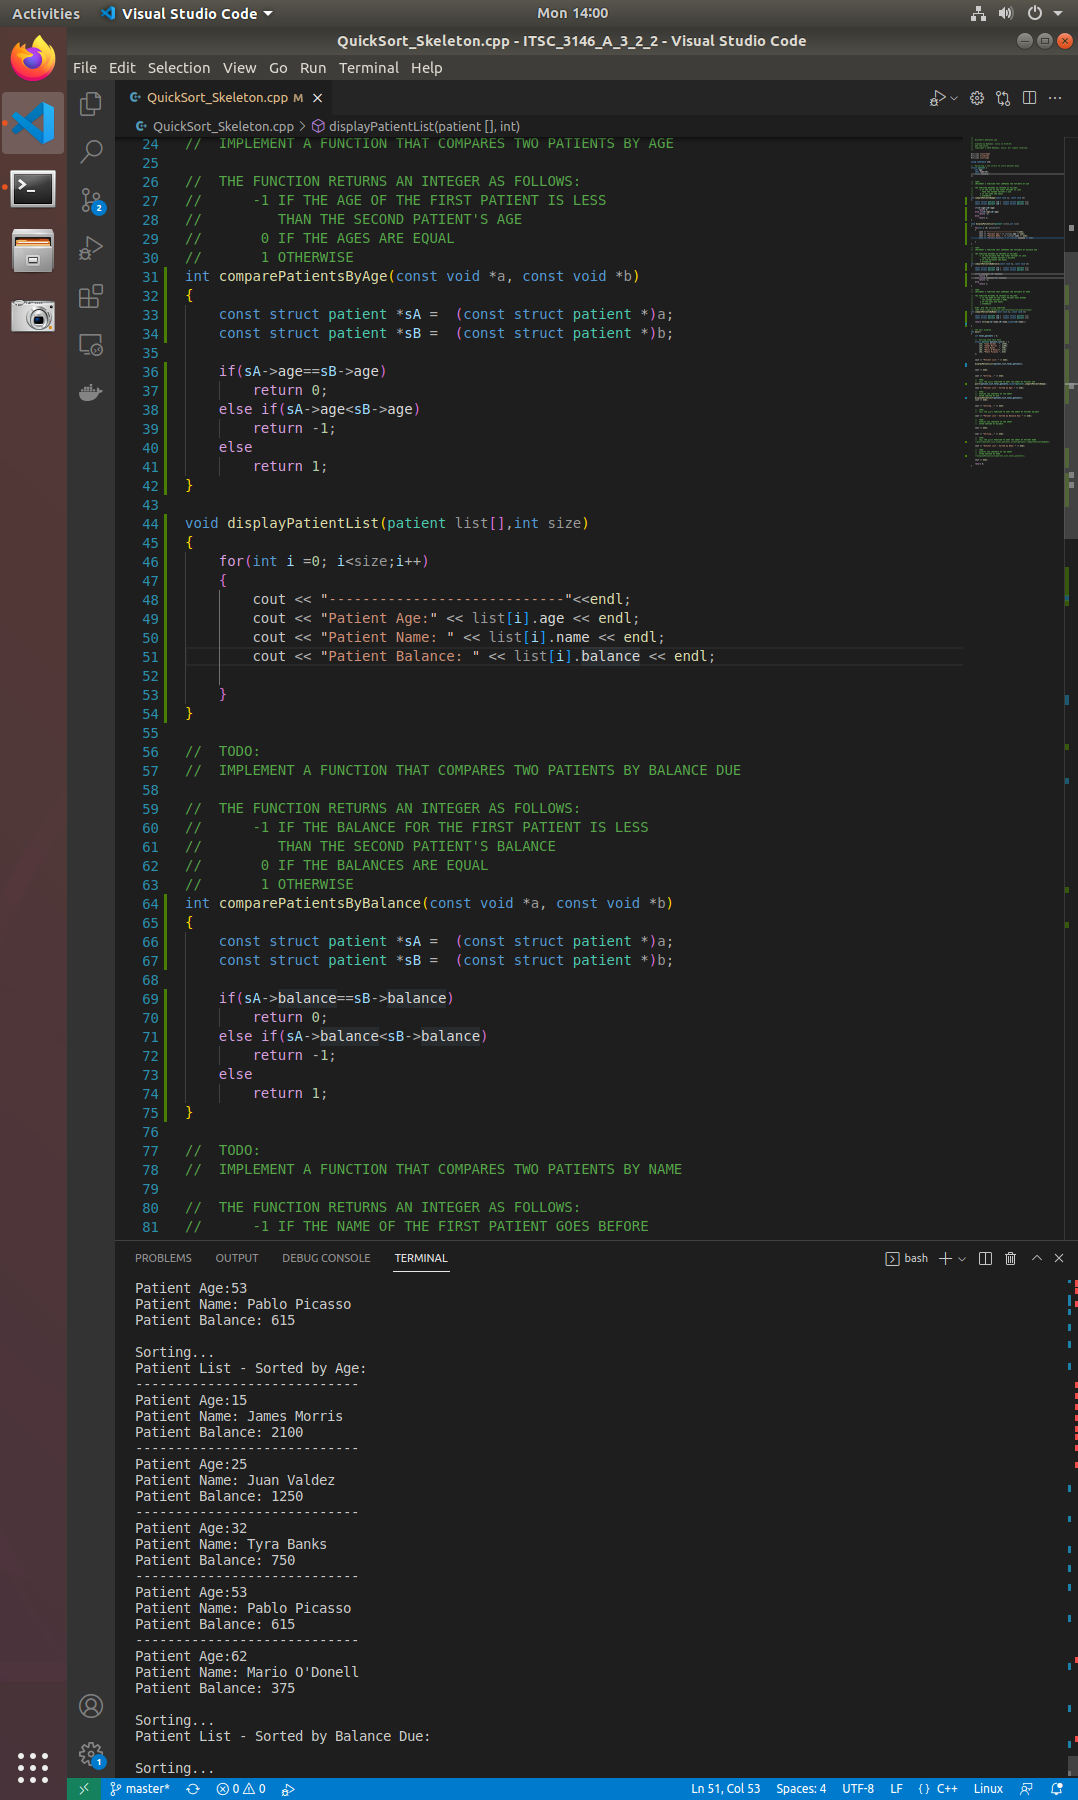 Activities Visual Studio Code Mon 14:00
QuickSort_Skeleton.cpp - ITSC_3146_A_3_2_2 - Visual Studio Code
File Edit Selection View Go Run Terminal Help
QuickSort_Skeleton.cpp M
QuickSort_Skeleton.cpp > displayPatientList(patient [], int)
24 // IMPLEMENT A FUNCTION THAT COMPARES TWO PATIENTS BY AGE
25
26 // THE FUNCTION RETURNS AN INTEGER AS FOLLOWS:
27 // -1 IF THE AGE OF THE FIRST PATIENT IS LESS
28 // THAN THE SECOND PATIENT'S AGE
29 // 0 IF THE AGES ARE EQUAL
30 // 1 OTHERWISE
31 int comparePatientsByAge(const void *a, const void *b)
32 {
33 const struct patient *sA = (const struct patient *)a;
34 const struct patient *sB = (const struct patient *)b;
35
36 if(sA->age==sB->age)
37 return 0;
38 else if(sA->age<sB->age)
39 return -1;
40 else
41 return 1;
42 }
43
44 void displayPatientList(patient list[],int size)
45 {
46 for(int i =0; i<size;i++)
47 {
48 cout << "----------------------------"<<endl;
49 cout << "Patient Age:" << list[i].age << endl;
50 cout << "Patient Name: " << list[i].name << endl;
51 cout << "Patient Balance: " << list[i].balance << endl;
52
53 }
54 }
55
56 // TODO:
57 // IMPLEMENT A FUNCTION THAT COMPARES TWO PATIENTS BY BALANCE DUE
58
59 // THE FUNCTION RETURNS AN INTEGER AS FOLLOWS:
60 // -1 IF THE BALANCE FOR THE FIRST PATIENT IS LESS
61 // THAN THE SECOND PATIENT'S BALANCE
62 // 0 IF THE BALANCES ARE EQUAL
63 // 1 OTHERWISE
64 int comparePatientsByBalance(const void *a, const void *b)
65 {
66 const struct patient *sA = (const struct patient *)a;
67 const struct patient *sB = (const struct patient *)b;
68
69 if(sA->balance==sB->balance)
70 return 0;
71 else if(sA->balance<sB->balance)
72 return -1;
73 else
74 return 1;
75 }
76
77 // TODO:
78 // IMPLEMENT A FUNCTION THAT COMPARES TWO PATIENTS BY NAME
79
80 // THE FUNCTION RETURNS AN INTEGER AS FOLLOWS:
81 // -1 IF THE NAME OF THE FIRST PATIENT GOES BEFORE
PROBLEMS OUTPUT DEBUG CONSOLE TERMINAL bash
Patient Age:53
Patient Name: Pablo Picasso
Patient Balance: 615
Sorting...
Patient List - Sorted by Age:
----------------------------
Patient Age:15
Patient Name: James Morris
Patient Balance: 2100
----------------------------
Patient Age:25
Patient Name: Juan Valdez
Patient Balance: 1250
----------------------------
Patient Age:32
Patient Name: Tyra Banks
Patient Balance: 750
----------------------------
Patient Age:53
Patient Name: Pablo Picasso
Patient Balance: 615
----------------------------
Patient Age:62
Patient Name: Mario O'Donell
Patient Balance: 375
Sorting...
Patient List - Sorted by Balance Due:
Sorting...
master* 0 0 Ln 51, Col 53 Spaces: 4 UTF-8 LF {} C++ Linux
2
1